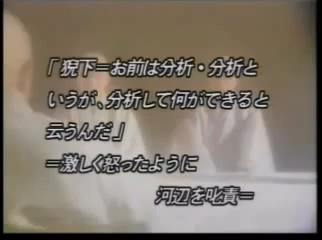 「猊下＝お前は分析・分析と
いうが、分析して何ができると
云うんだ」
＝激しく怒ったように
河辺を叱責＝